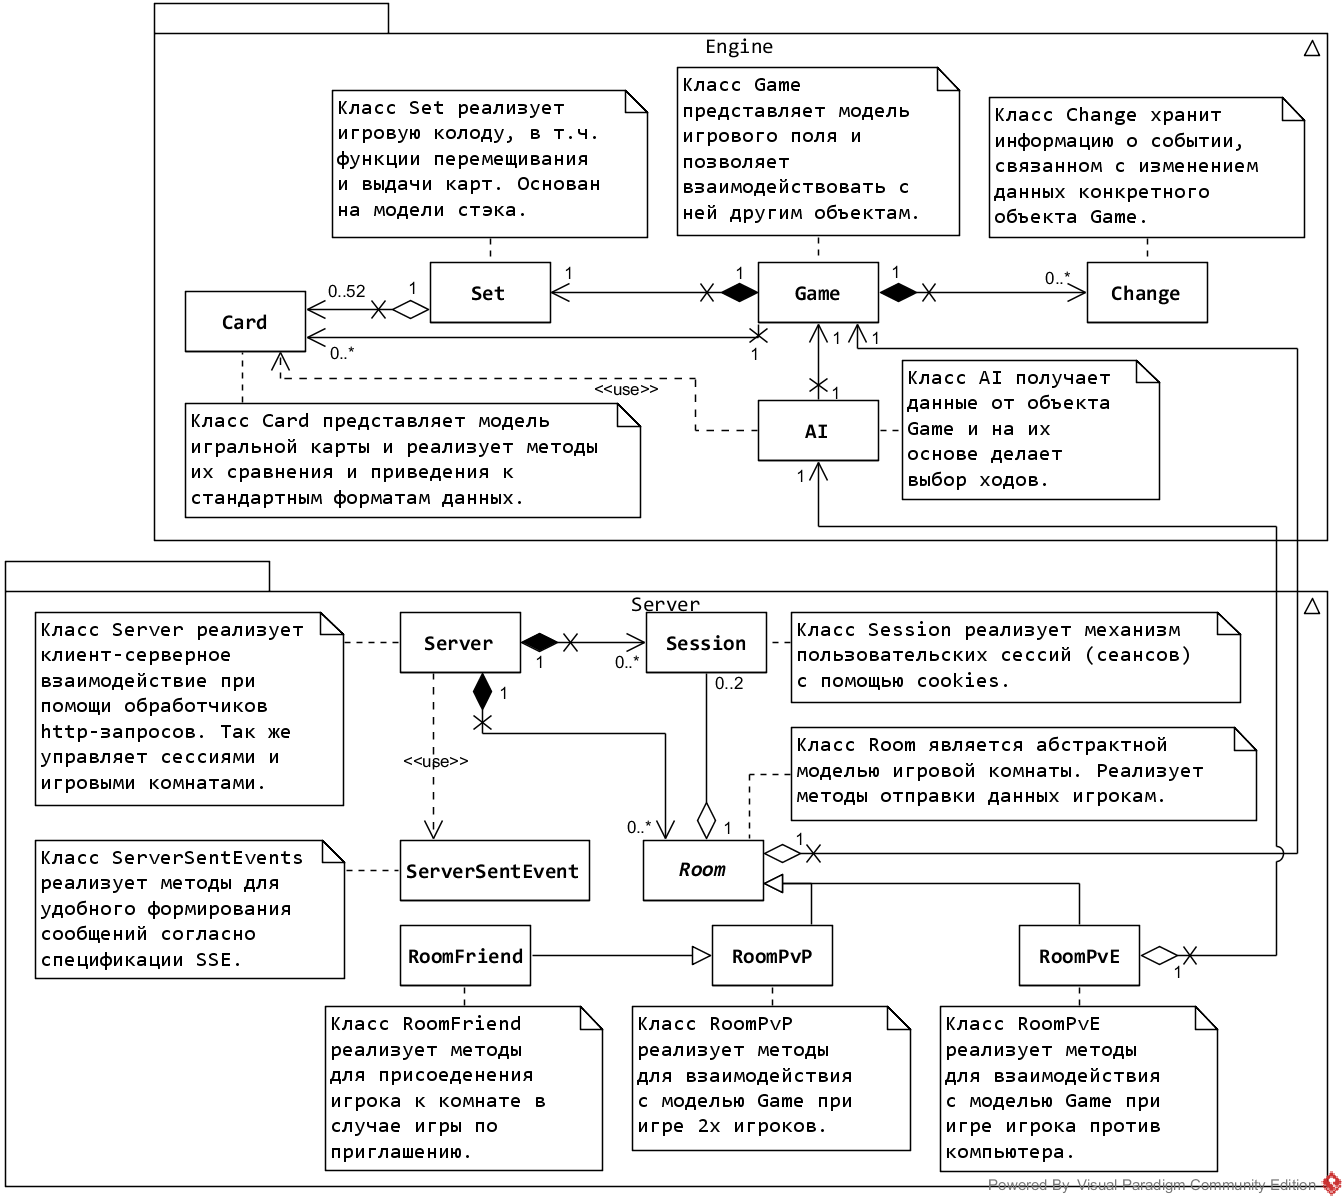 Engine
Класс Set реализует
игровую колоду, в т.ч.
функции перемещивания
и выдачи карт. Основан
на модели стэка.
Класс Game
представляет модель
игрового поля и
позволяет
взаимодействовать с
ней другим объектам.
Класс Change хранит
информацию о событии,
связанном с изменением
данных конкретного
объекта Game.
Card
0..52
1
Set
1
1
Game
1
0..*
Change
0..*
1
1
1
<<use>>
1
AI
1
Класс AI получает
данные от объекта
Game и на их
основе делает
выбор ходов.
Класс Card представляет модель
игральной карты и реализует методы
их сравнения и приведения к
стандартным форматам данных.
Server
Класс Server реализует
клиент-серверное
взаимодействие при
помощи обработчиков
http-запросов. Так же
управляет сессиями и
игровыми комнатами.
Server
1
0..*
Session
0..2
1
Класс Session реализует механизм
пользовательских сессий (сеансов)
с помощью cookies.
Класс Room является абстрактной
моделью игровой комнаты. Реализует
методы отправки данных игрокам.
<<use>>
0..*
1
1
Класс ServerSentEvents
реализует методы для
удобного формирования
сообщений согласно
спецификации SSE.
ServerSentEvent
Room
RoomFriend
RoomPvP
RoomPvE
1
Класс RoomFriend
реализует методы
для присоеденения
игрока к комнате в
случае игры по
приглашению.
Класс RoomPvP
реализует методы
для взаимодействия
с моделью Game при
игре 2х игроков.
Класс RoomPvE
реализует методы
для взаимодействия
с моделью Game при
игре игрока против
компьютера.
Powered By Visual Paradigm Community Edition